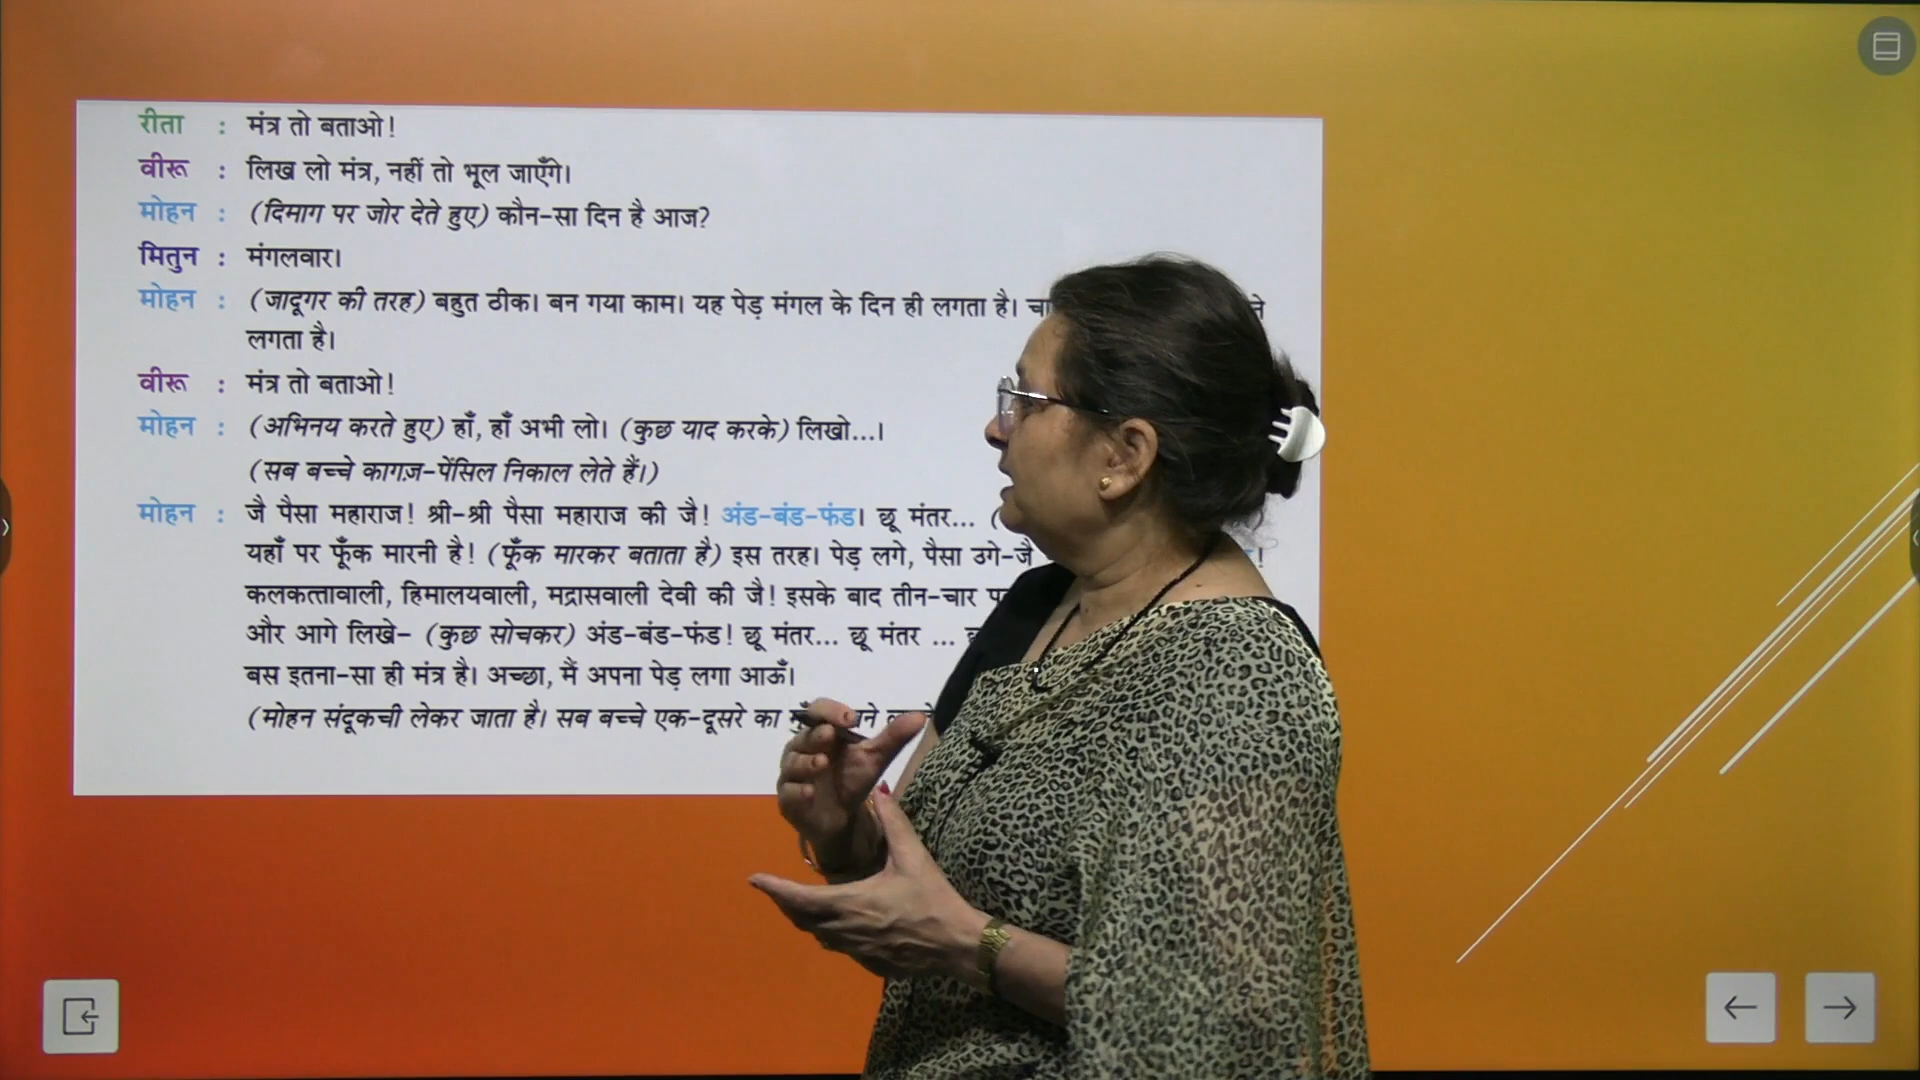 रीता : मंत्र तो बताओ!
वीरू : लिख लो मंत्र, नहीं तो भूल जाएँगे।
मोहन : (दिमाग पर जोर देते हुए) कौन-सा दिन है आज?
मितुन : मंगलवार।
मोहन : (जादूगर की तरह) बहुत ठीक। बन गया काम। यह पेड़ मंगल के दिन ही लगता है।
लगता है।
वीरू : मंत्र तो बताओ!
मोहन : (अभिनय करते हुए) हाँ, हाँ अभी लो। (कुछ याद करके) लिखो...।
(सब बच्चे कागज़-पेंसिल निकाल लेते हैं।)
मोहन : जै पैसा महाराज! श्री-श्री पैसा महाराज की जै! अंड-बंड-फंड। छू मंतर... (
यहाँ पर फूँक मारनी है! (फूँक मारकर बताता है) इस तरह। पेड़ लगे, पैसा उगे-जै
कलकत्तावाली, हिमालयवाली, मद्रासवाली देवी की जै! इसके बाद तीन-चार
और आगे लिखे- (कुछ सोचकर) अंड-बंड-फंड! छू मंतर... छू मंतर ...
बस इतना-सा ही मंत्र है। अच्छा, मैं अपना पेड़ लगा आऊँ।
(मोहन संदूकची लेकर जाता है। सब बच्चे एक-दूसरे का